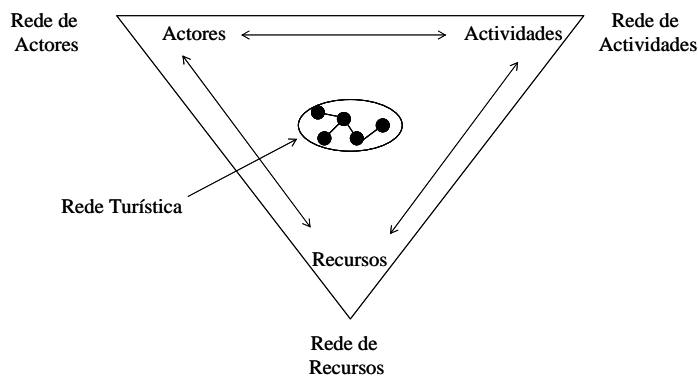 Rede de
Actores
Actores
Actividades
Rede de
Actividades
Rede Turística
Recursos
Rede de
Recursos